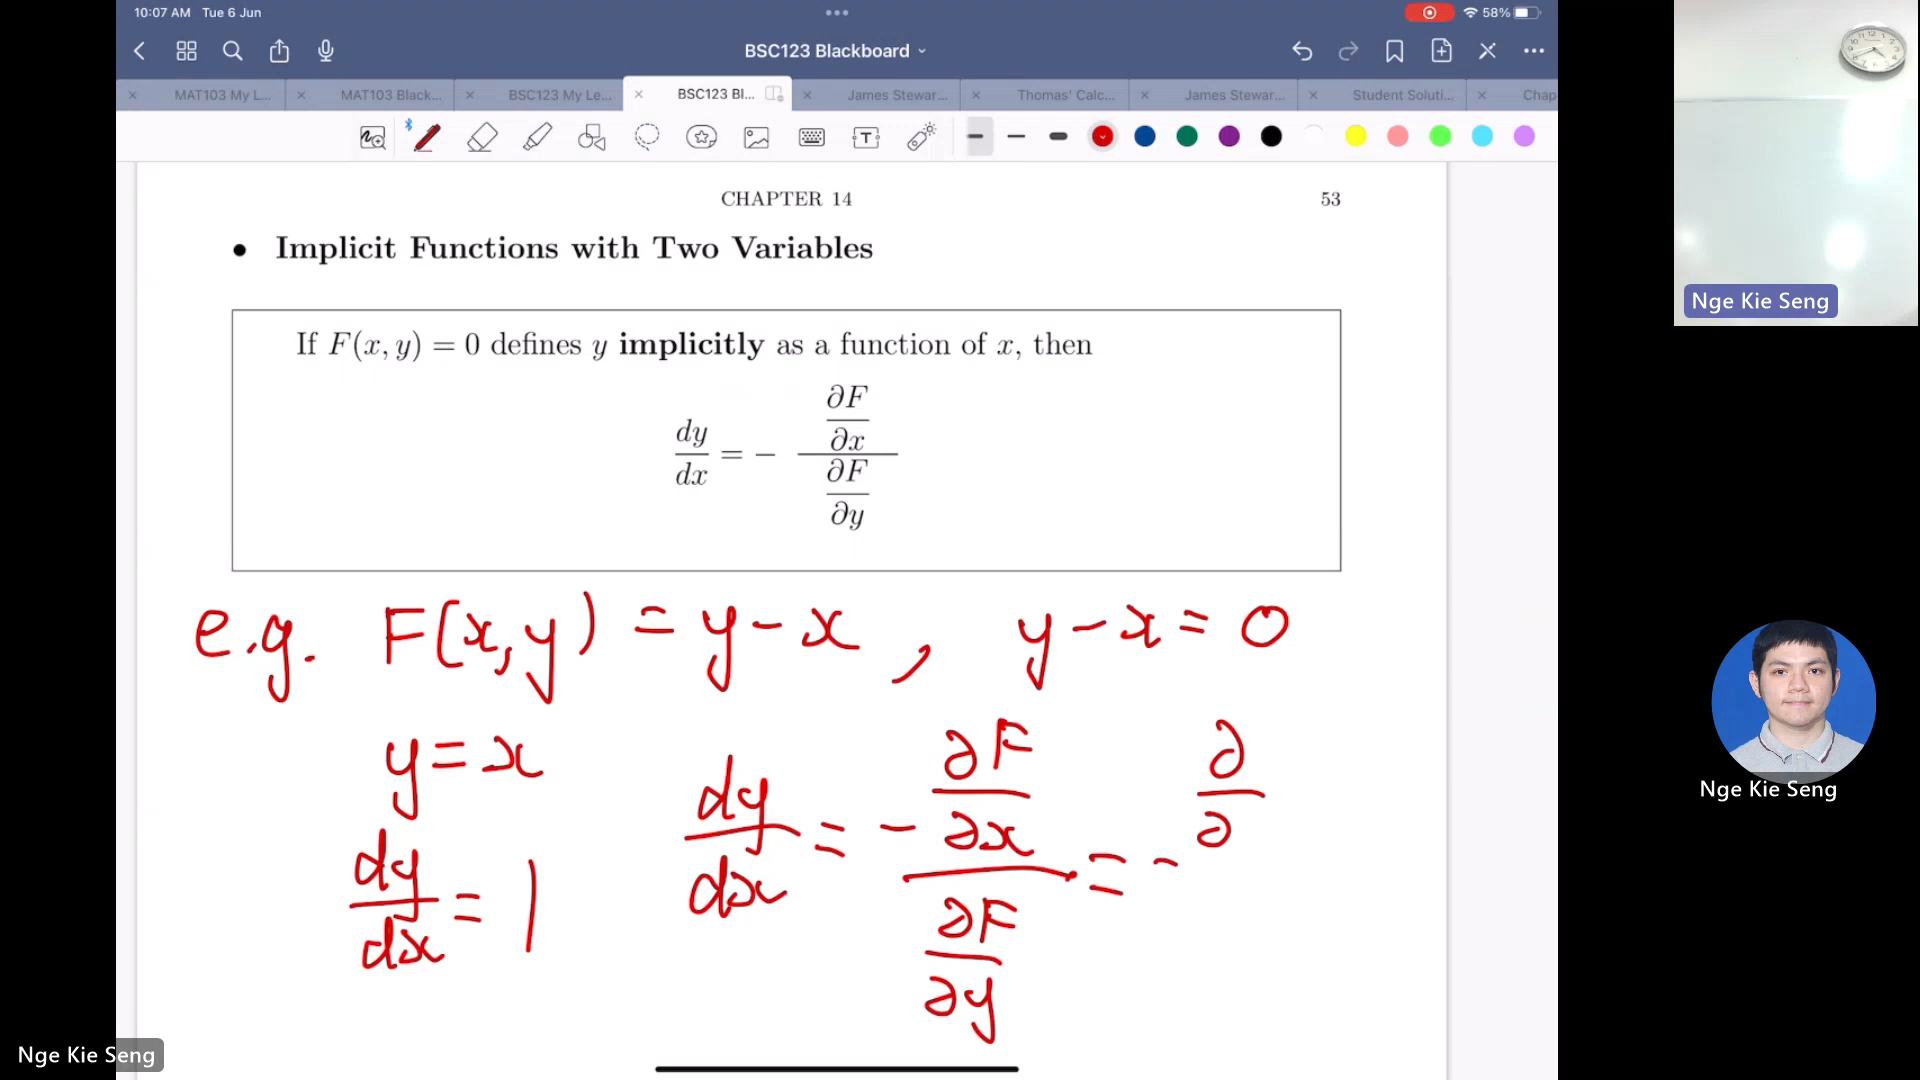 10:07 AM Tue 6 Jun
58%
BSC123 Blackboard
MAT103 My L...
MAT103 Black...
BSC123 My Le...
BSC123 Bl...
James Stewar...
Thomas' Calc...
James Stewar...
Student Soluti...
Chap
CHAPTER 14 53
• Implicit Functions with Two Variables
If F(x, y) = 0 defines y implicitly as a function of x, then
dy/dx = − (∂F/∂x)/(∂F/∂y)
e.g. F(x,y) = y-x , y-x = 0
y = x
dy/dx = 1
dy/dx = - (∂F/∂x)/(∂F/∂y) = - ∂/∂
Nge Kie Seng
Nge Kie Seng
Nge Kie Seng